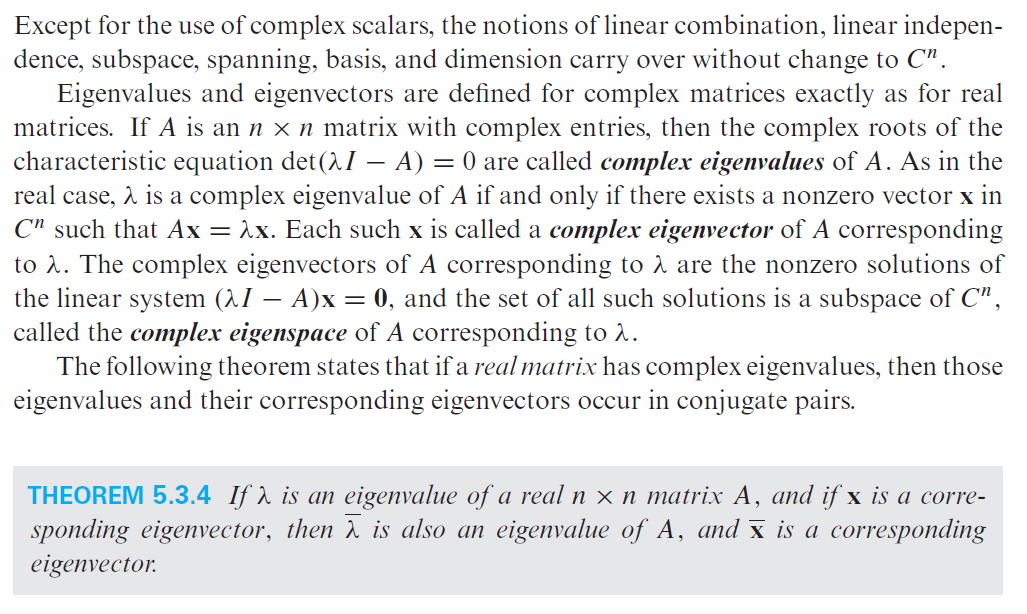 Except for the use of complex scalars, the notions of linear combination, linear indepen-
dence, subspace, spanning, basis, and dimension carry over without change to Cⁿ.
Eigenvalues and eigenvectors are defined for complex matrices exactly as for real
matrices. If A is an n × n matrix with complex entries, then the complex roots of the
characteristic equation det(λI − A) = 0 are called complex eigenvalues of A. As in the
real case, λ is a complex eigenvalue of A if and only if there exists a nonzero vector x in
Cⁿ such that Ax = λx. Each such x is called a complex eigenvector of A corresponding
to λ. The complex eigenvectors of A corresponding to λ are the nonzero solutions of
the linear system (λI − A)x = 0, and the set of all such solutions is a subspace of Cⁿ,
called the complex eigenspace of A corresponding to λ.
The following theorem states that if a real matrix has complex eigenvalues, then those
eigenvalues and their corresponding eigenvectors occur in conjugate pairs.
THEOREM 5.3.4 If λ is an eigenvalue of a real n × n matrix A, and if x is a corre-
sponding eigenvector, then λ̅ is also an eigenvalue of A, and x̅ is a corresponding
eigenvector.